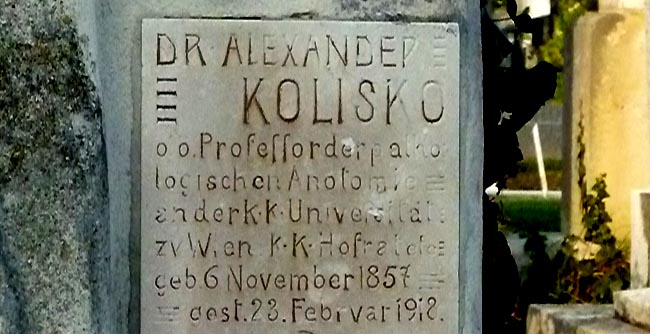 DR·ALEXANDER
KOLISKO
o.o.Professor der patho
logischen Anatomie
an der K·K·Universität
zv Wien K·K·Hofrat etc
geb 6 November 1857
gest. 23. Februar 1918.